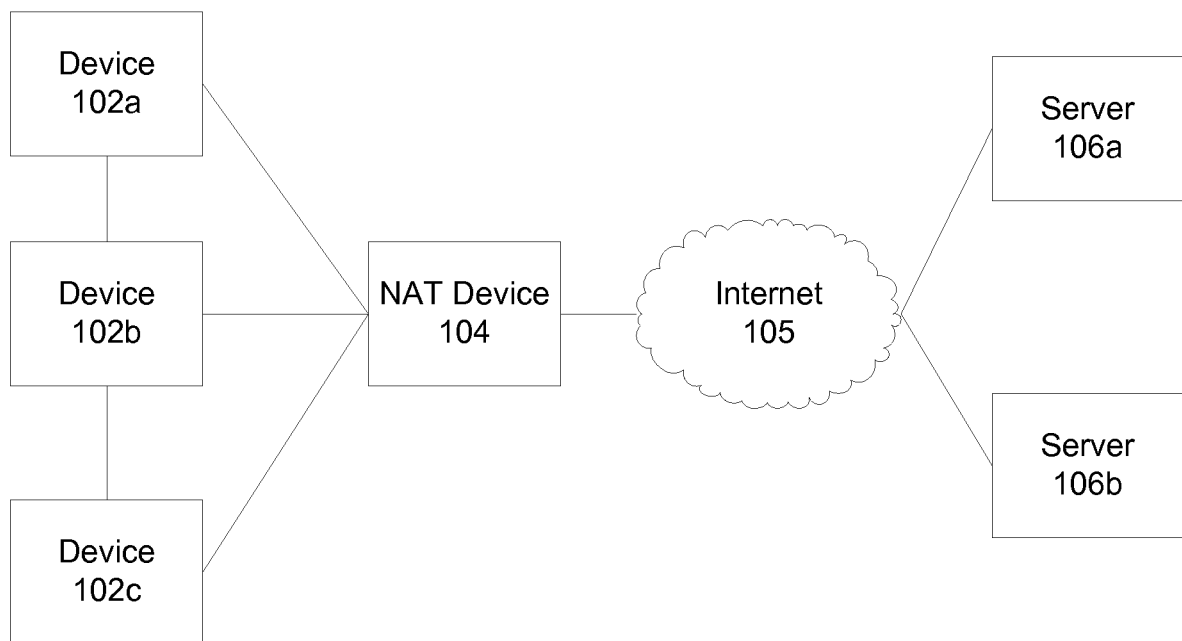 Device
102a
Device
102b
Device
102c
NAT Device
104
Internet
105
Server
106a
Server
106b